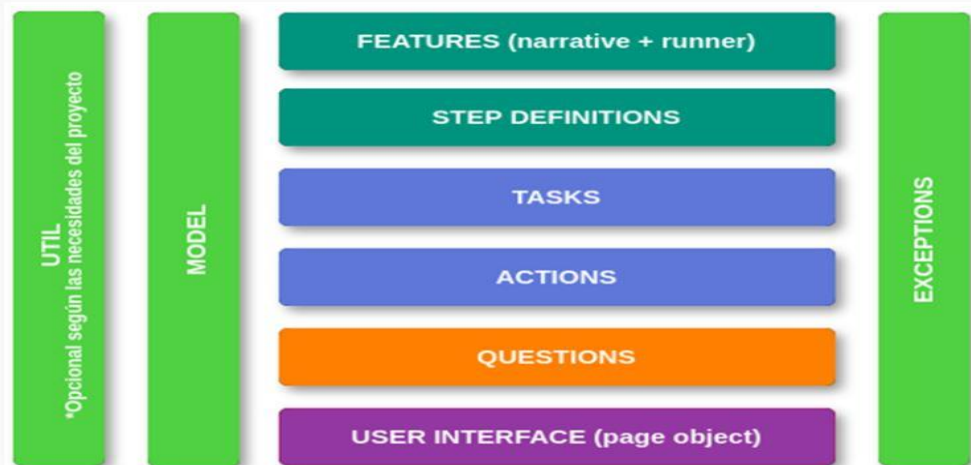 UTIL
*Opcional según las necesidades del proyecto
MODEL
FEATURES (narrative + runner)
STEP DEFINITIONS
TASKS
ACTIONS
QUESTIONS
USER INTERFACE (page object)
EXCEPTIONS